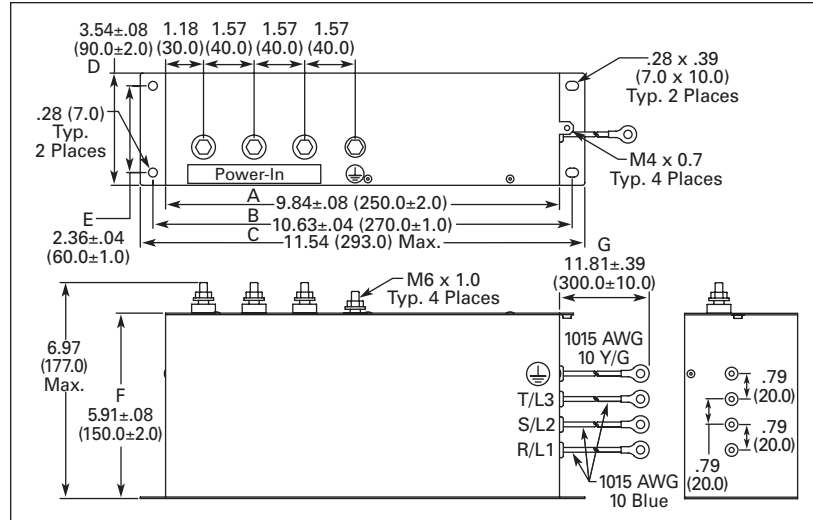 3.54±.08
(90.0±2.0)
D
1.18
(30.0)
1.57
(40.0)
1.57
(40.0)
1.57
(40.0)
.28 x .39
(7.0 x 10.0)
Typ. 2 Places
.28 (7.0)
Typ.
2 Places
Power-In
M4 x 0.7
Typ. 4 Places
A
9.84±.08 (250.0±2.0)
B
10.63±.04 (270.0±1.0)
C
11.54 (293.0) Max.
E
2.36±.04
(60.0±1.0)
G
11.81±.39
(300.0±10.0)
M6 x 1.0
Typ. 4 Places
6.97
(177.0)
Max.
F
5.91±.08
(150.0±2.0)
1015 AWG
10 Y/G
T/L3
S/L2
R/L1
1015 AWG
10 Blue
.79
(20.0)
.79
(20.0)
.79
(20.0)